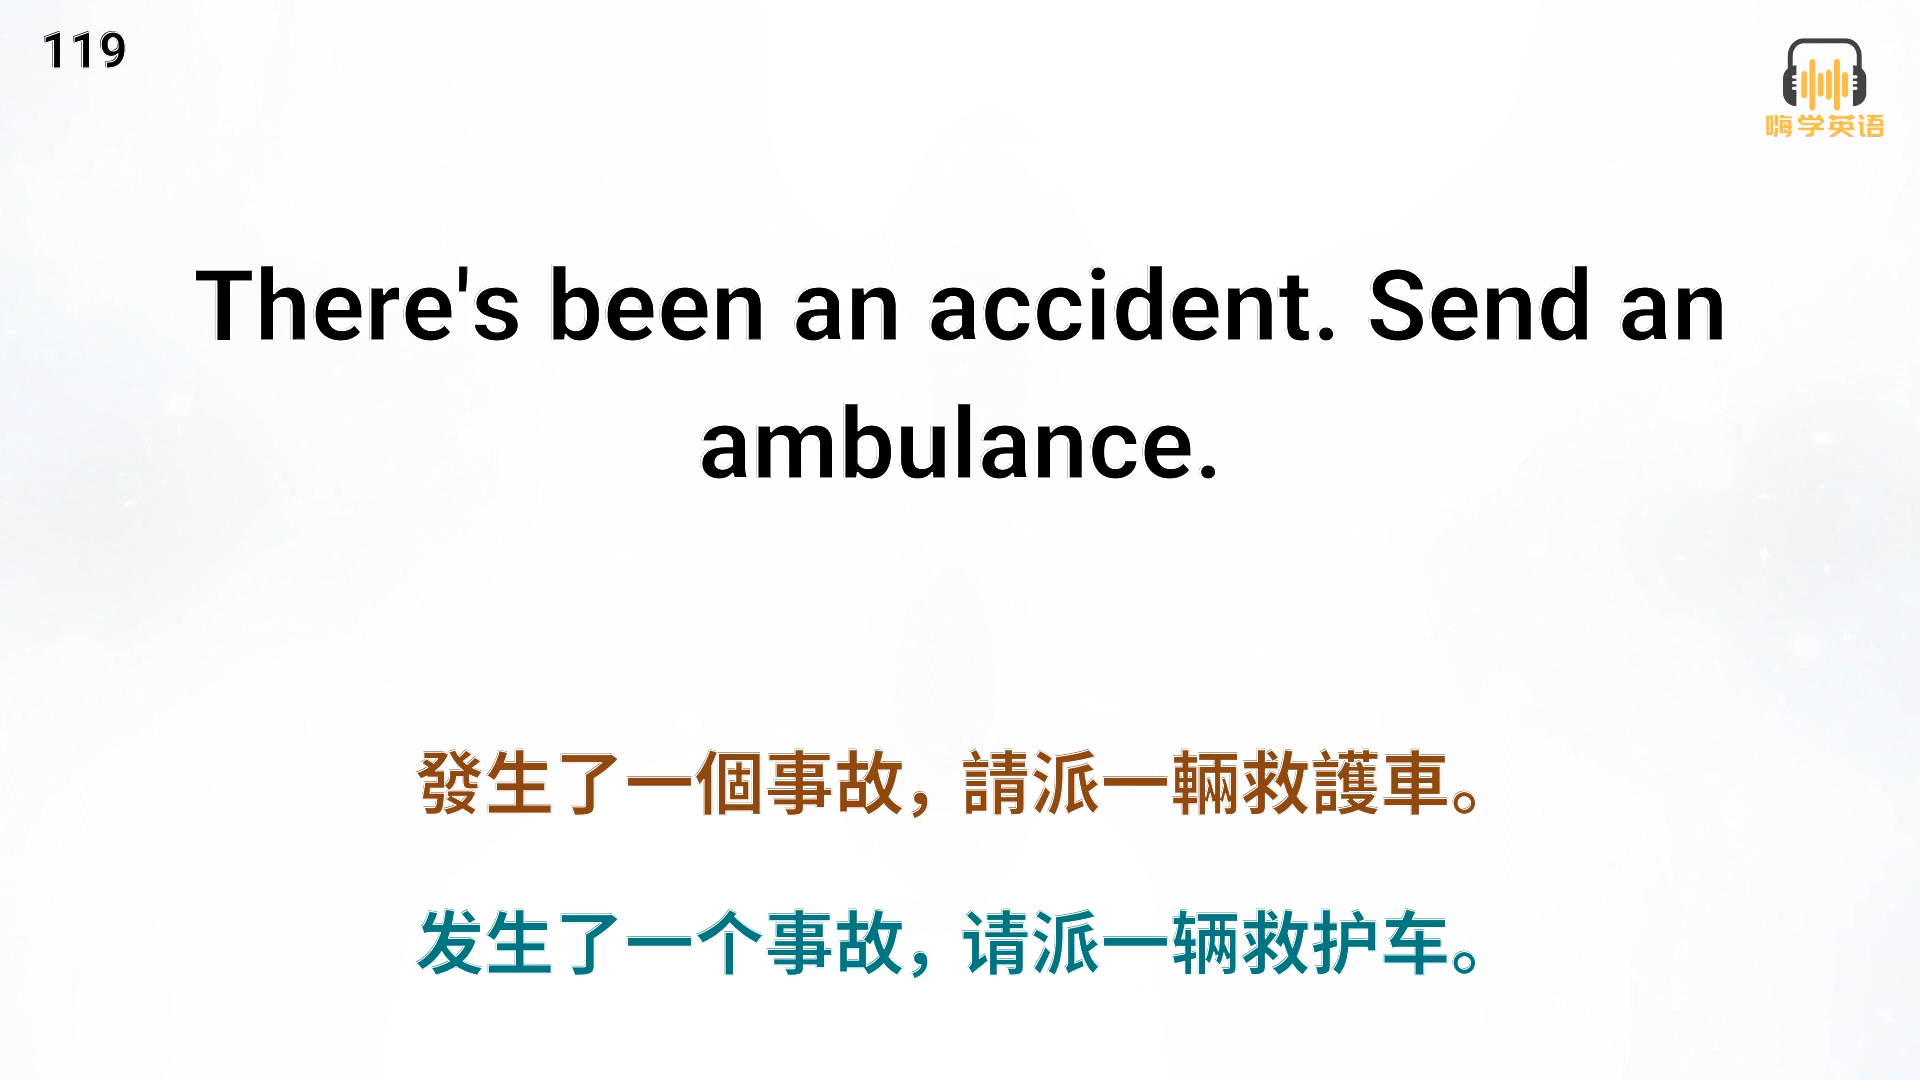 119
嗨学英语
There's been an accident. Send an
ambulance.
發生了一個事故，請派一輛救護車。
发生了一个事故，请派一辆救护车。